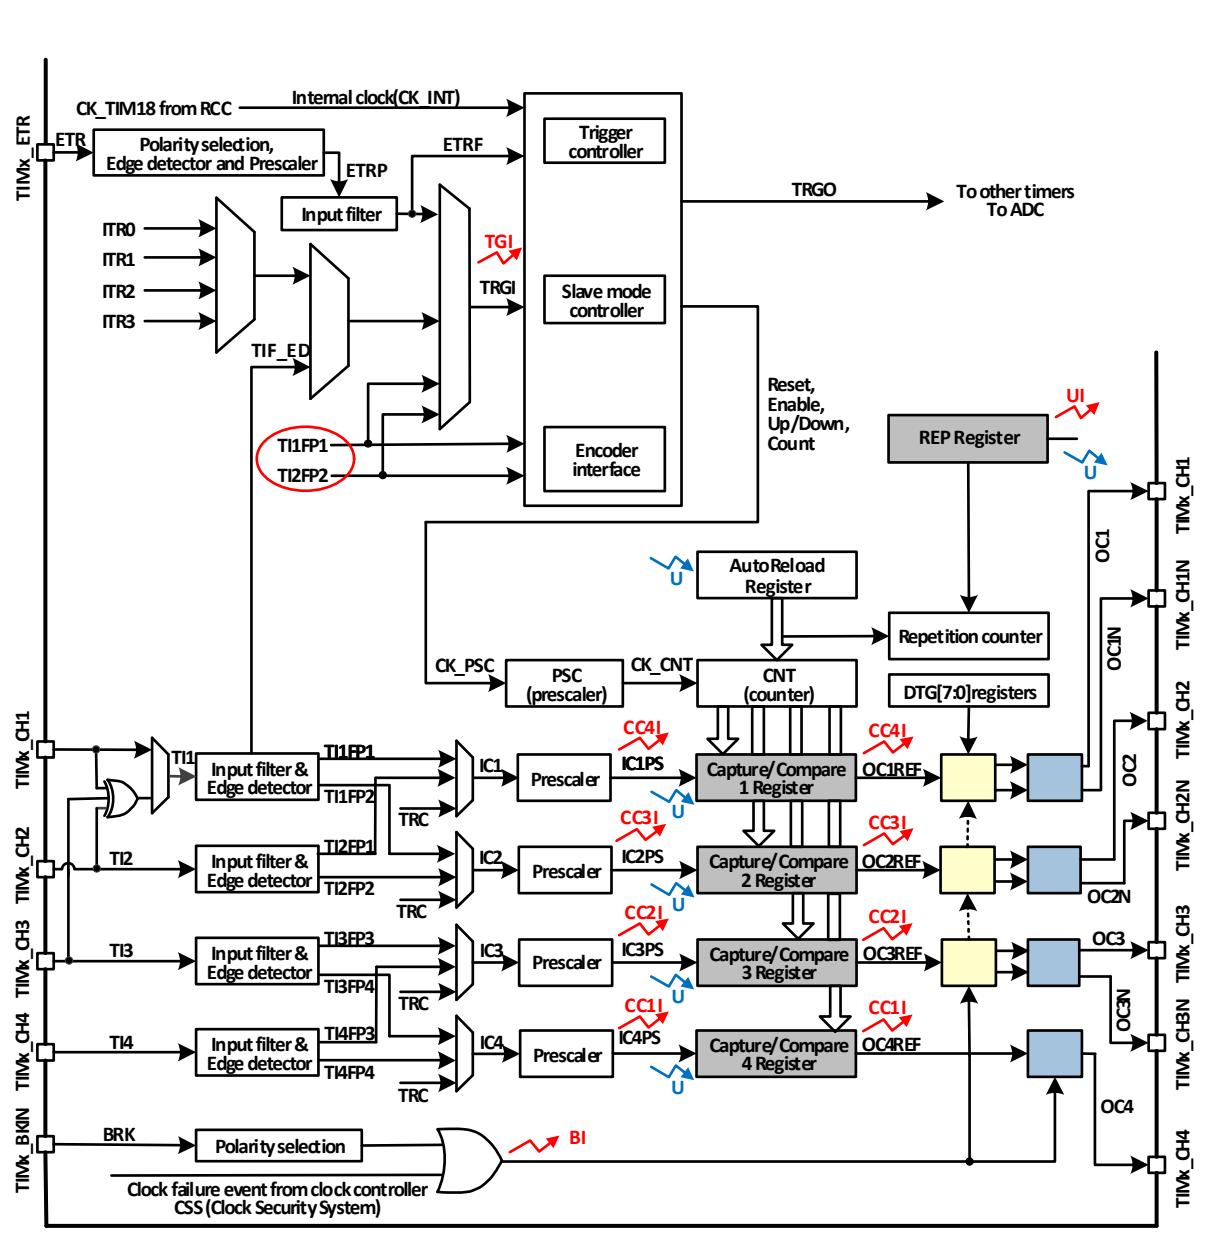 CK_TIM18 from RCC
Internal clock(CK_INT)
TIMx_ETR
ETR
Polarity selection,
Edge detector and Prescaler
ETRP
ETRF
Input filter
Trigger
controller
TRGO
To other timers
To ADC
ITR0
ITR1
ITR2
ITR3
TGI
TRGI
Slave mode
controller
TIF_ED
Reset,
Enable,
Up/Down,
Count
TI1FP1
TI2FP2
Encoder
interface
UI
REP Register
U
TIMx_CH1
OC1
U
AutoReload
Register
TIMx_CH1N
OC1N
Repetition counter
CK_PSC
PSC
(prescaler)
CK_CNT
CNT
(counter)
DTG[7:0]registers
TIMx_CH2
OC2
TIMx_CH1
TI1
Input filter &
Edge detector
TI1FP1
TI1FP2
TRC
IC1
Prescaler
CC4I
IC1PS
U
Capture/Compare
1 Register
CC4I
OC1REF
TIMx_CH2N
OC2N
TIMx_CH2
TI2
Input filter &
Edge detector
TI2FP1
TI2FP2
TRC
IC2
Prescaler
CC3I
IC2PS
U
Capture/Compare
2 Register
CC3I
OC2REF
TIMx_CH3
TI3
Input filter &
Edge detector
TI3FP3
TI3FP4
TRC
IC3
Prescaler
CC2I
IC3PS
U
Capture/Compare
3 Register
CC2I
OC3REF
OC3
TIMx_CH3
OC3N
TIMx_CH3N
TIMx_CH4
TI4
Input filter &
Edge detector
TI4FP3
TI4FP4
TRC
IC4
Prescaler
CC1I
IC4PS
U
Capture/Compare
4 Register
CC1I
OC4REF
OC4
TIMx_CH4
TIMx_BKIN
BRK
Polarity selection
BI
Clock failure event from clock controller
CSS (Clock Security System)